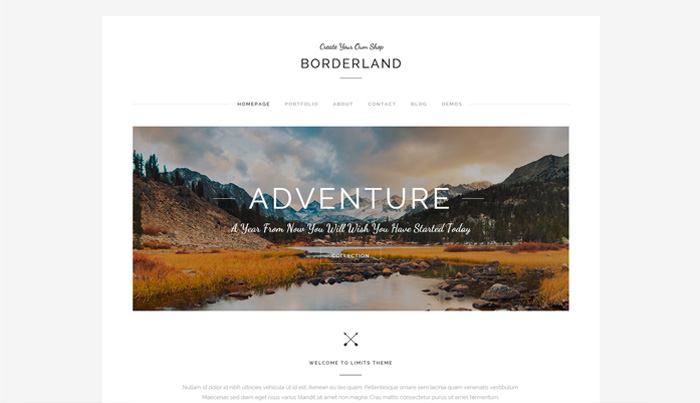 Create Your Own Shop
BORDERLAND
HOMEPAGE PORTFOLIO ABOUT CONTACT BLOG DEMOS
ADVENTURE
A Year From Now You Will Wish You Have Started Today
COLLECTION
WELCOME TO LIMITS THEME
Nullam id dolor id nibh ultricies vehicula ut id elit. Aenean eu leo quam. Pellentesque ornare sem lacinia quam venenatis vestibulum.
Maecenas sed diam eget risus varius blandit sit amet non magna. Cras mattis consectetur purus sit amet fermentum